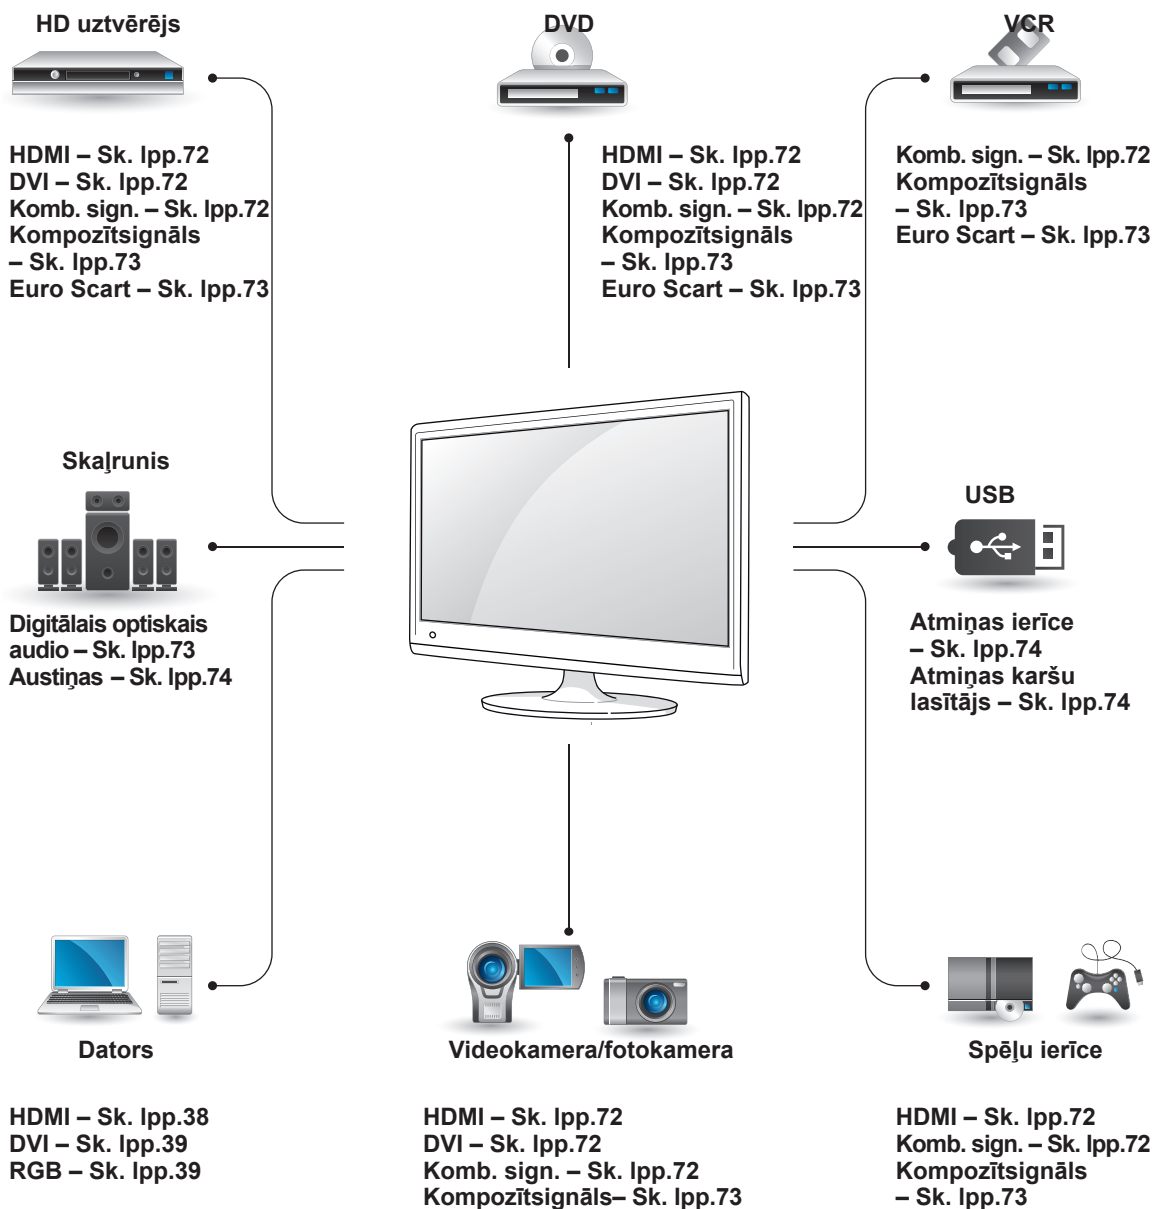 HD uztvērējs
HDMI – Sk. lpp.72
DVI – Sk. lpp.72
Komb. sign. – Sk. lpp.72
Kompozītsignāls
– Sk. lpp.73
Euro Scart – Sk. lpp.73
DVD
HDMI – Sk. lpp.72
DVI – Sk. lpp.72
Komb. sign. – Sk. lpp.72
Kompozītsignāls
– Sk. lpp.73
Euro Scart – Sk. lpp.73
VCR
Komb. sign. – Sk. lpp.72
Kompozītsignāls
– Sk. lpp.73
Euro Scart – Sk. lpp.73
Skaļrunis
Digitālais optiskais
audio – Sk. lpp.73
Austiņas – Sk. lpp.74
USB
Atmiņas ierīce
– Sk. lpp.74
Atmiņas karšu
lasītājs – Sk. lpp.74
Dators
HDMI – Sk. lpp.38
DVI – Sk. lpp.39
RGB – Sk. lpp.39
Videokamera/fotokamera
HDMI – Sk. lpp.72
DVI – Sk. lpp.72
Komb. sign. – Sk. lpp.72
Kompozītsignāls– Sk. lpp.73
Spēļu ierīce
HDMI – Sk. lpp.72
Komb. sign. – Sk. lpp.72
Kompozītsignāls
– Sk. lpp.73